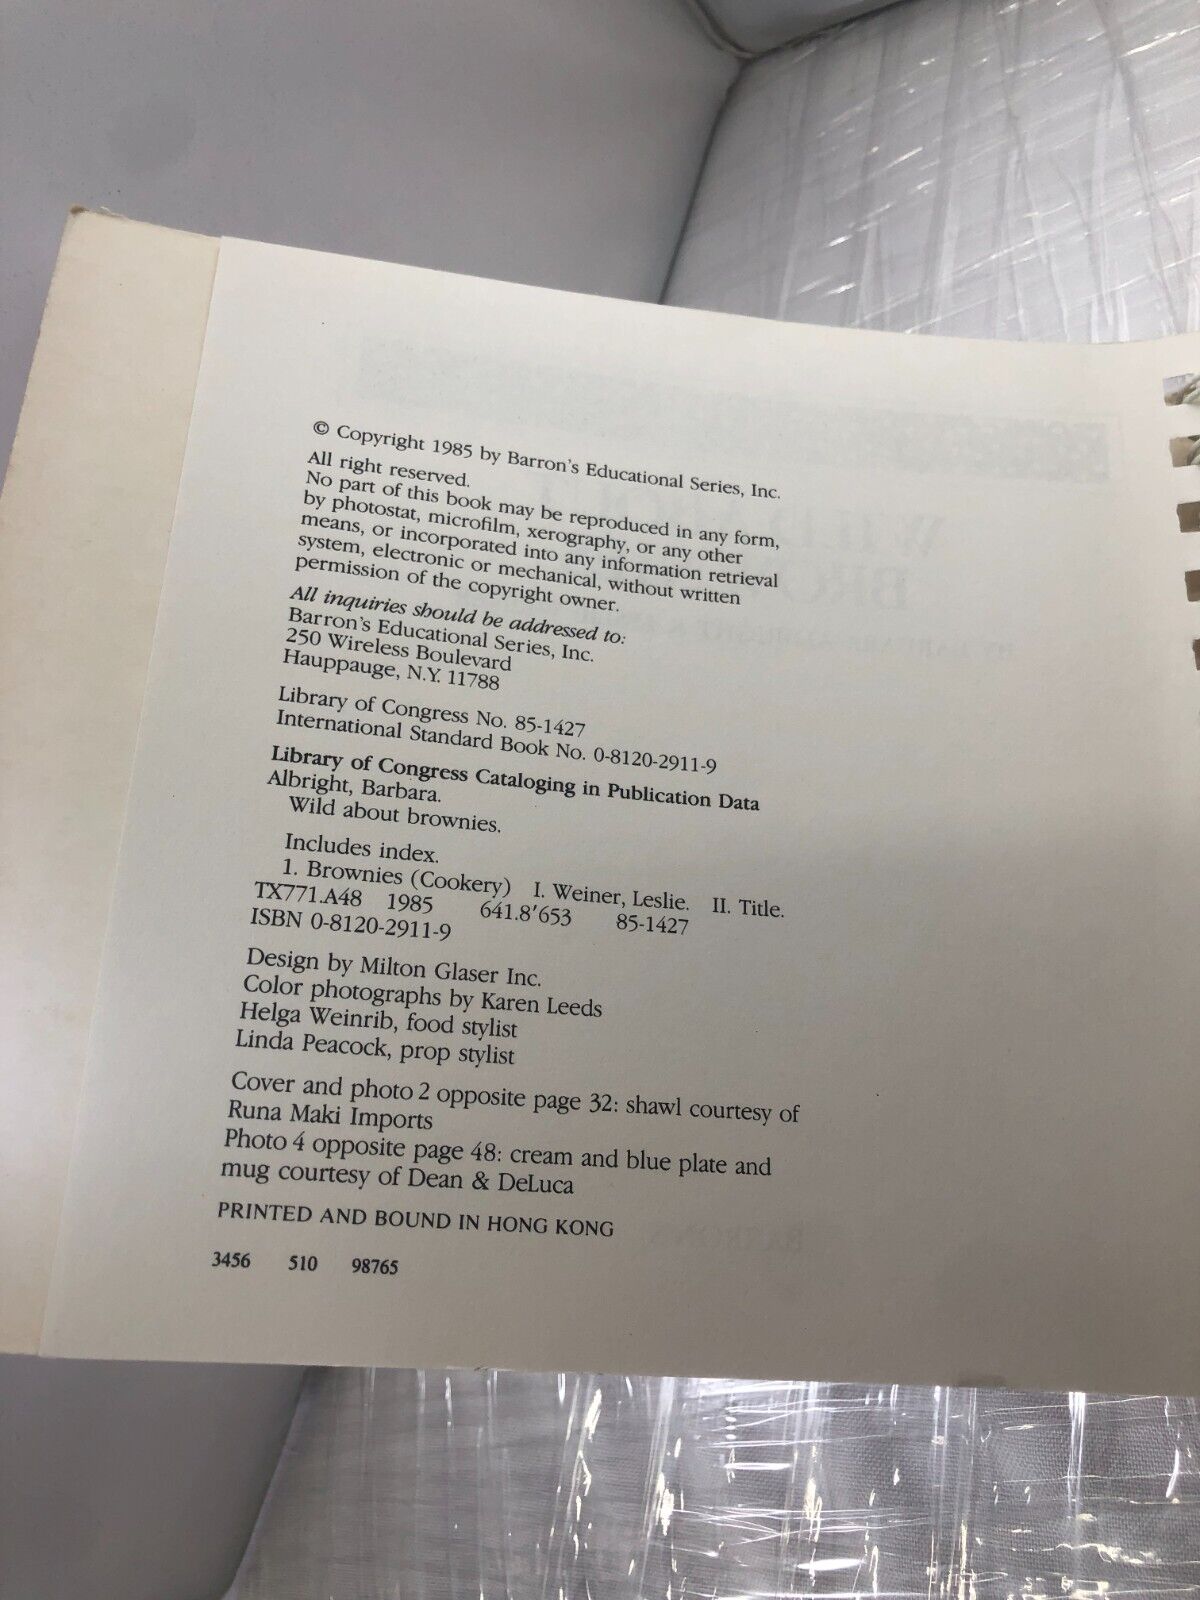 © Copyright 1985 by Barron's Educational Series, Inc.
All right reserved.
No part of this book may be reproduced in any form,
by photostat, microfilm, xerography, or any other
means, or incorporated into any information retrieval
system, electronic or mechanical, without written
permission of the copyright owner.
All inquiries should be addressed to:
Barron's Educational Series, Inc.
250 Wireless Boulevard
Hauppauge, N.Y. 11788
Library of Congress No. 85-1427
International Standard Book No. 0-8120-2911-9
Library of Congress Cataloging in Publication Data
Albright, Barbara.
Wild about brownies.
Includes index.
1. Brownies (Cookery) I. Weiner, Leslie. II. Title.
TX771.A48 1985 641.8'653 85-1427
ISBN 0-8120-2911-9
Design by Milton Glaser Inc.
Color photographs by Karen Leeds
Helga Weinrib, food stylist
Linda Peacock, prop stylist
Cover and photo 2 opposite page 32: shawl courtesy of
Runa Maki Imports
Photo 4 opposite page 48: cream and blue plate and
mug courtesy of Dean & DeLuca
PRINTED AND BOUND IN HONG KONG
3456 510 98765